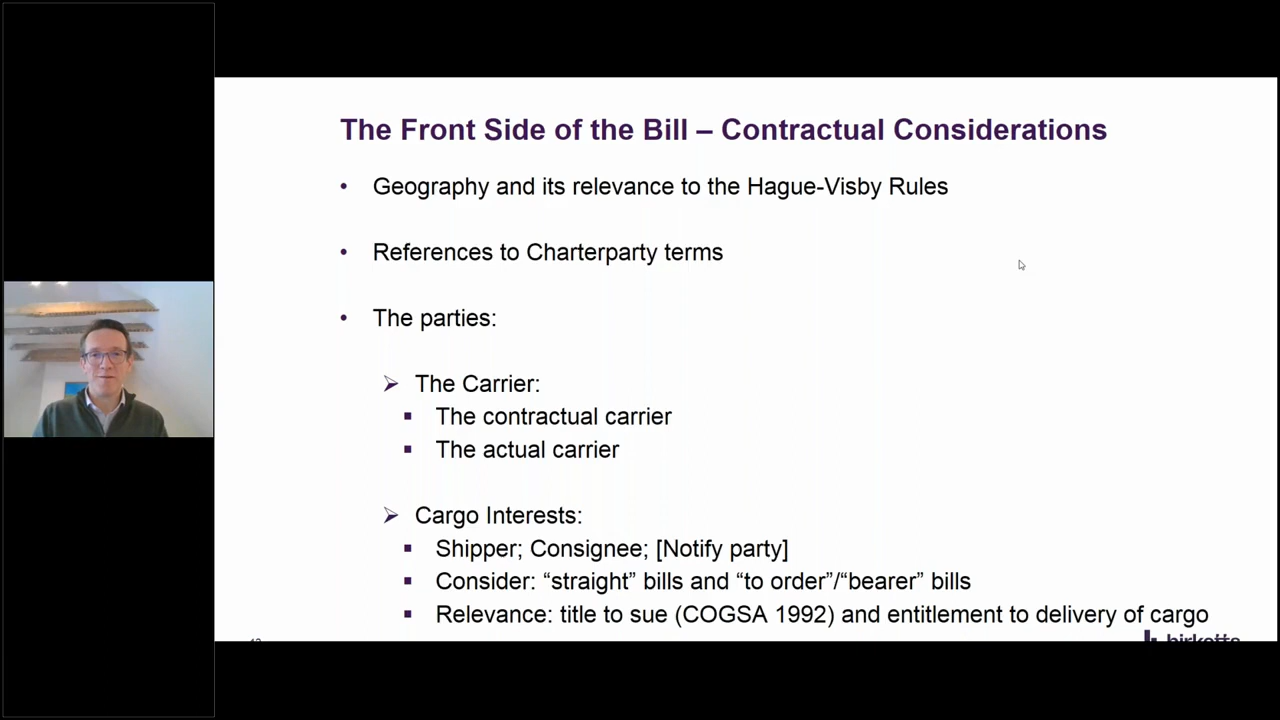 The Front Side of the Bill – Contractual Considerations
• Geography and its relevance to the Hague-Visby Rules
• References to Charterparty terms
• The parties:
➢ The Carrier:
▪ The contractual carrier
▪ The actual carrier
➢ Cargo Interests:
▪ Shipper; Consignee; [Notify party]
▪ Consider: “straight” bills and “to order”/“bearer” bills
▪ Relevance: title to sue (COGSA 1992) and entitlement to delivery of cargo
birketts